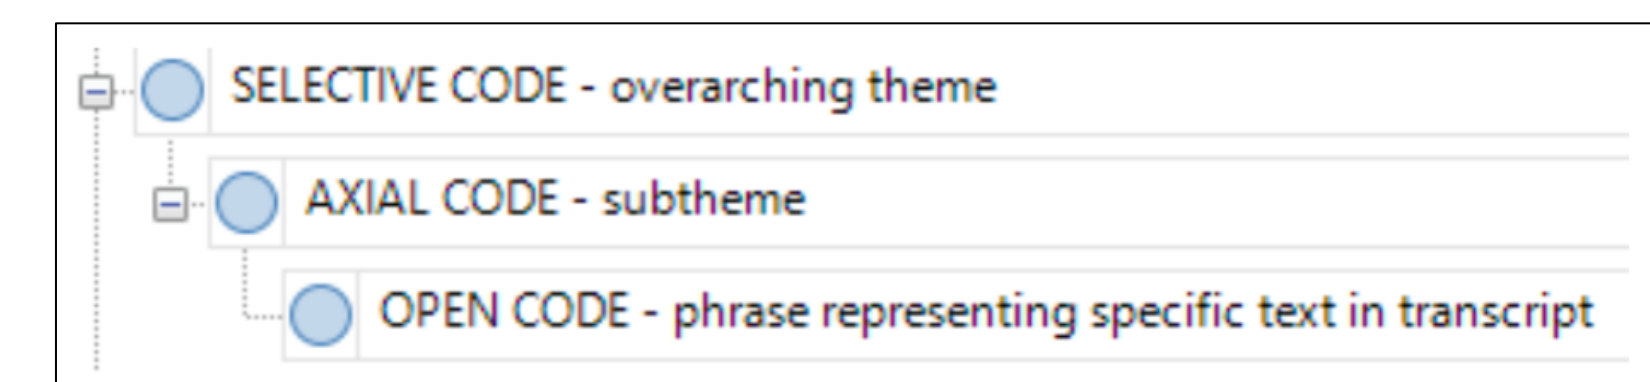 SELECTIVE CODE - overarching theme
AXIAL CODE - subtheme
OPEN CODE - phrase representing specific text in transcript